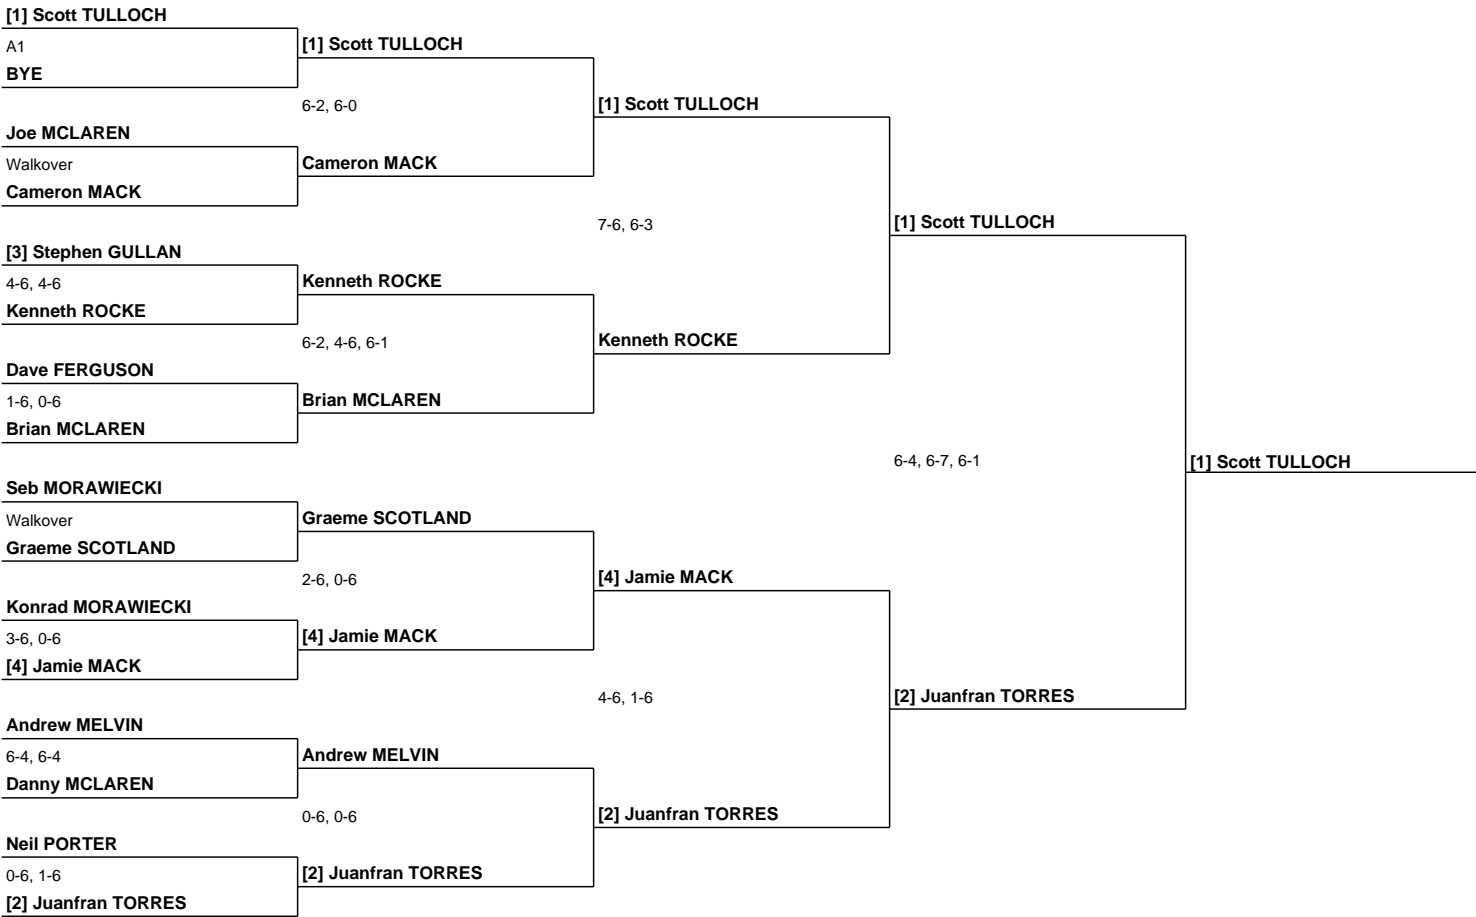 [1] Scott TULLOCH
A1
BYE
Joe MCLAREN
Walkover
Cameron MACK
[3] Stephen GULLAN
4-6, 4-6
Kenneth ROCKE
Dave FERGUSON
1-6, 0-6
Brian MCLAREN
Seb MORAWIECKI
Walkover
Graeme SCOTLAND
Konrad MORAWIECKI
3-6, 0-6
[4] Jamie MACK
Andrew MELVIN
6-4, 6-4
Danny MCLAREN
Neil PORTER
0-6, 1-6
[2] Juanfran TORRES
[1] Scott TULLOCH
6-2, 6-0
Cameron MACK
Kenneth ROCKE
6-2, 4-6, 6-1
Brian MCLAREN
Graeme SCOTLAND
2-6, 0-6
[4] Jamie MACK
Andrew MELVIN
0-6, 0-6
[2] Juanfran TORRES
[1] Scott TULLOCH
7-6, 6-3
Kenneth ROCKE
[4] Jamie MACK
4-6, 1-6
[2] Juanfran TORRES
[1] Scott TULLOCH
6-4, 6-7, 6-1
[2] Juanfran TORRES
[1] Scott TULLOCH